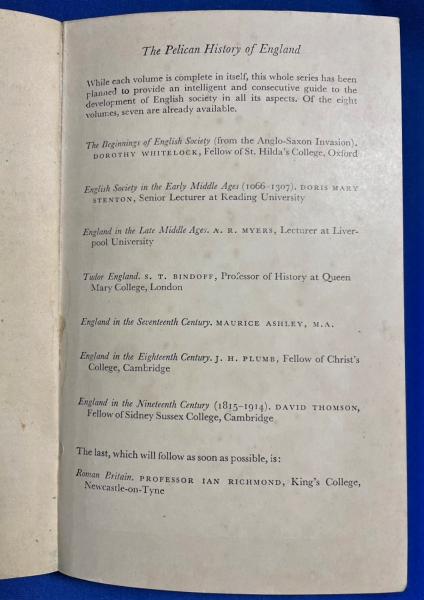 The Pelican History of England
While each volume is complete in itself, this whole series has been
planned to provide an intelligent and consecutive guide to the
development of English society in all its aspects. Of the eight
volumes, seven are already available.
The Beginnings of English Society (from the Anglo-Saxon Invasion).
DOROTHY WHITELOCK, Fellow of St. Hilda's College, Oxford
English Society in the Early Middle Ages (1066–1307). DORIS MARY
STENTON, Senior Lecturer at Reading University
England in the Late Middle Ages. A. R. MYERS, Lecturer at Liver-
pool University
Tudor England. S. T. BINDOFF, Professor of History at Queen
Mary College, London
England in the Seventeenth Century. MAURICE ASHLEY, M.A.
England in the Eighteenth Century. J. H. PLUMB, Fellow of Christ's
College, Cambridge
England in the Nineteenth Century (1815–1914). DAVID THOMSON,
Fellow of Sidney Sussex College, Cambridge
The last, which will follow as soon as possible, is:
Roman Britain. PROFESSOR IAN RICHMOND, King's College,
Newcastle-on-Tyne